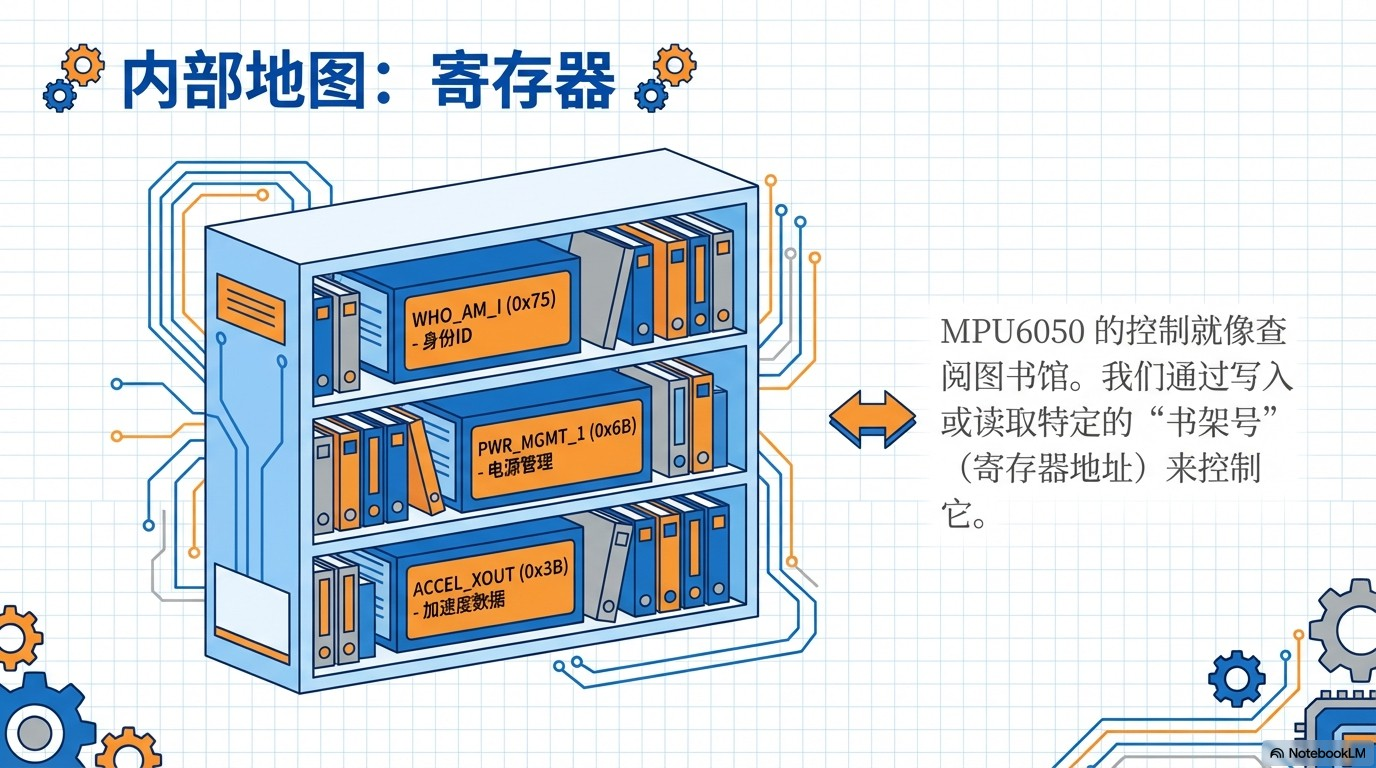 内部地图：寄存器
WHO_AM_I (0x75)
- 身份ID
PWR_MGMT_1 (0x6B)
- 电源管理
ACCEL_XOUT (0x3B)
- 加速度数据
MPU6050 的控制就像查
阅图书馆。我们通过写入
或读取特定的“书架号”
（寄存器地址）来控制
它。
NotebookLM